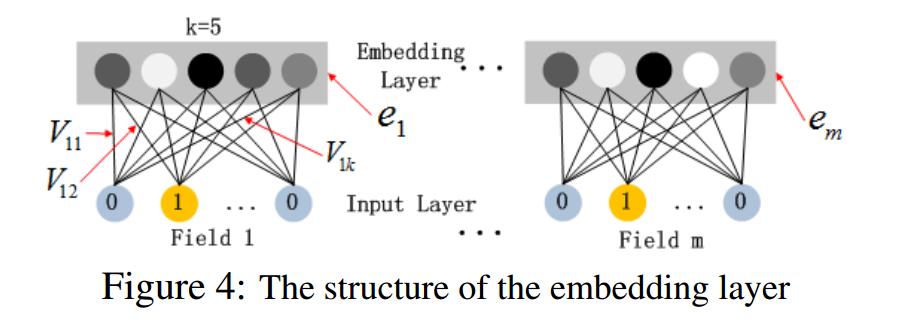 k=5
Embedding
Layer
...
e1
em
V11
V12
V1k
0 1 ... 0
Input Layer
0 1 ... 0
Field 1
...
Field m
Figure 4: The structure of the embedding layer